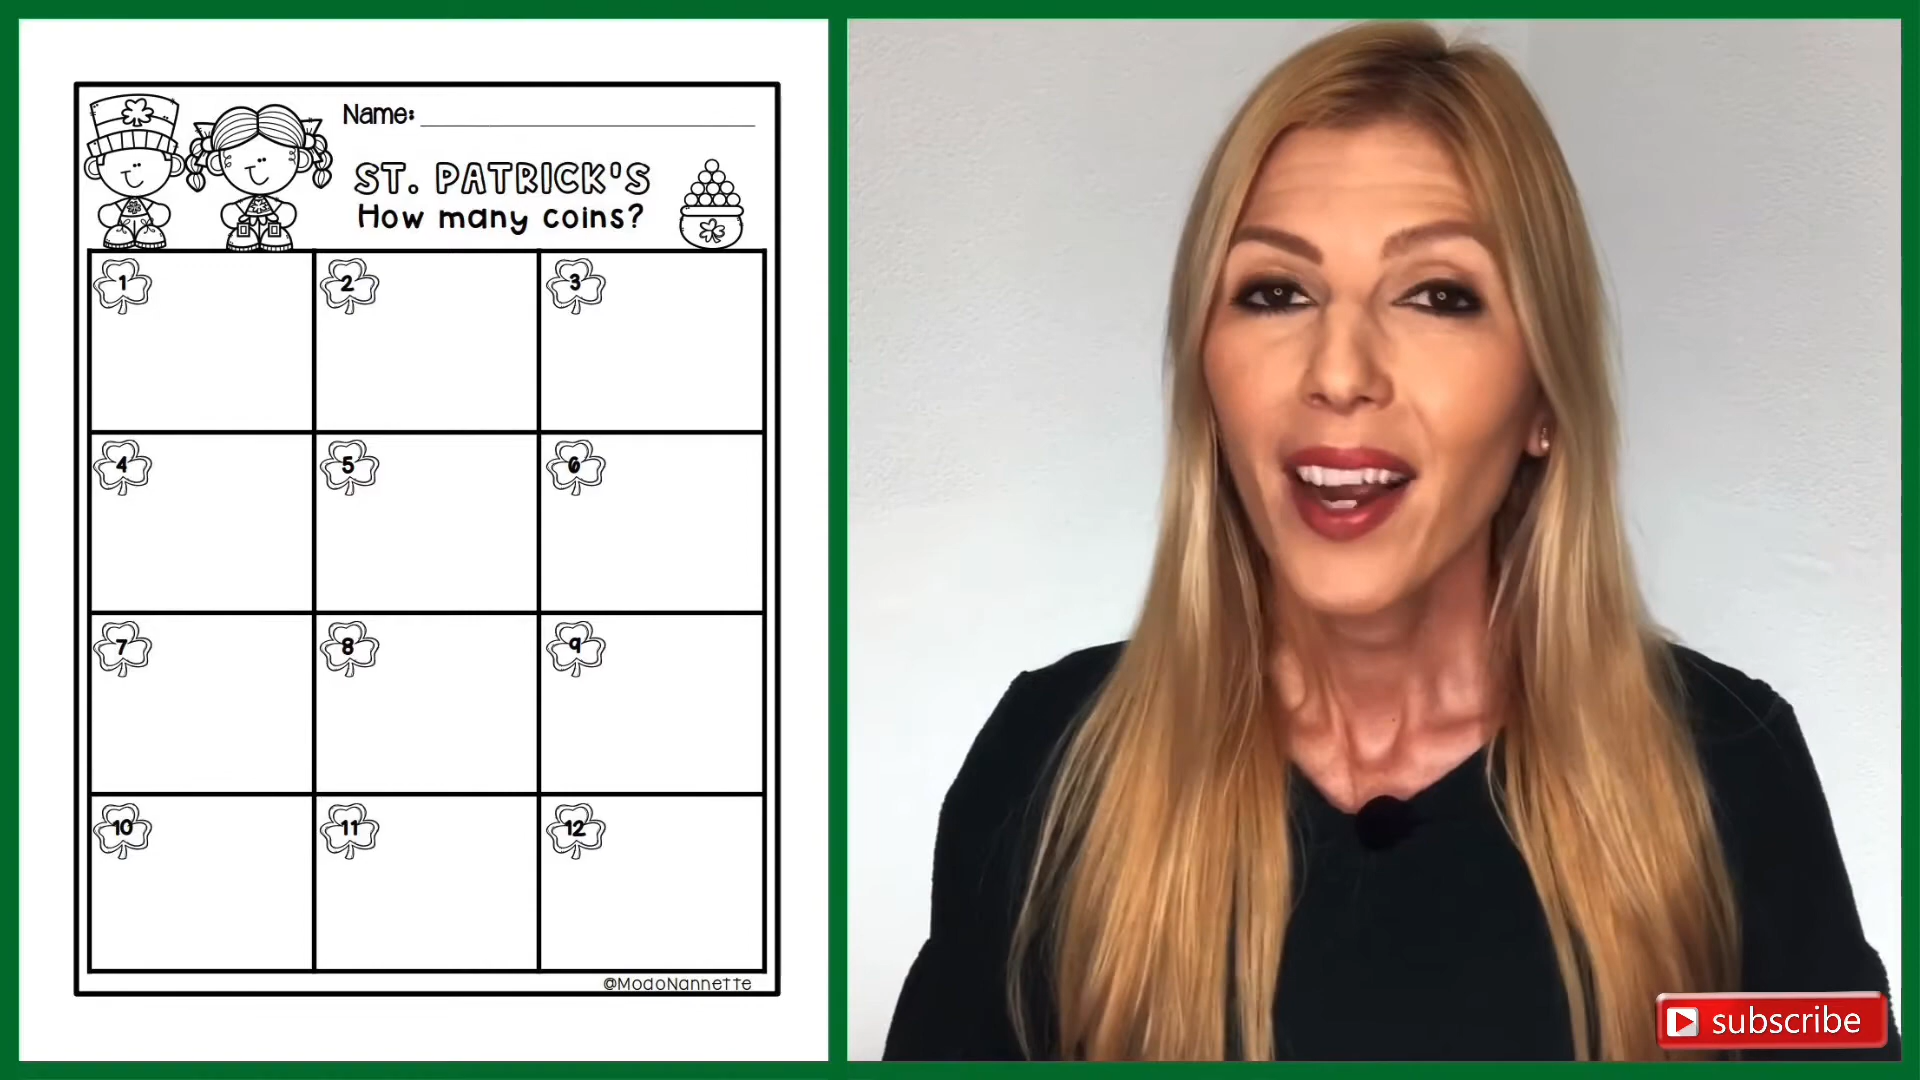 Name:
ST. PATRICK'S
How many coins?
1 2 3
4 5 6
7 8 9
10 11 12
@ModoNannette
subscribe